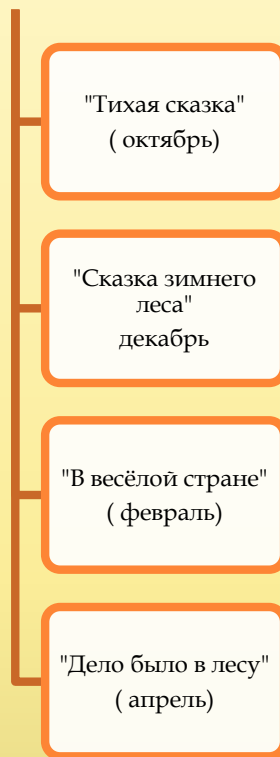 "Тихая сказка"
( октябрь)
"Сказка зимнего
леса"
декабрь
"В весёлой стране"
( февраль)
"Дело было в лесу"
( апрель)